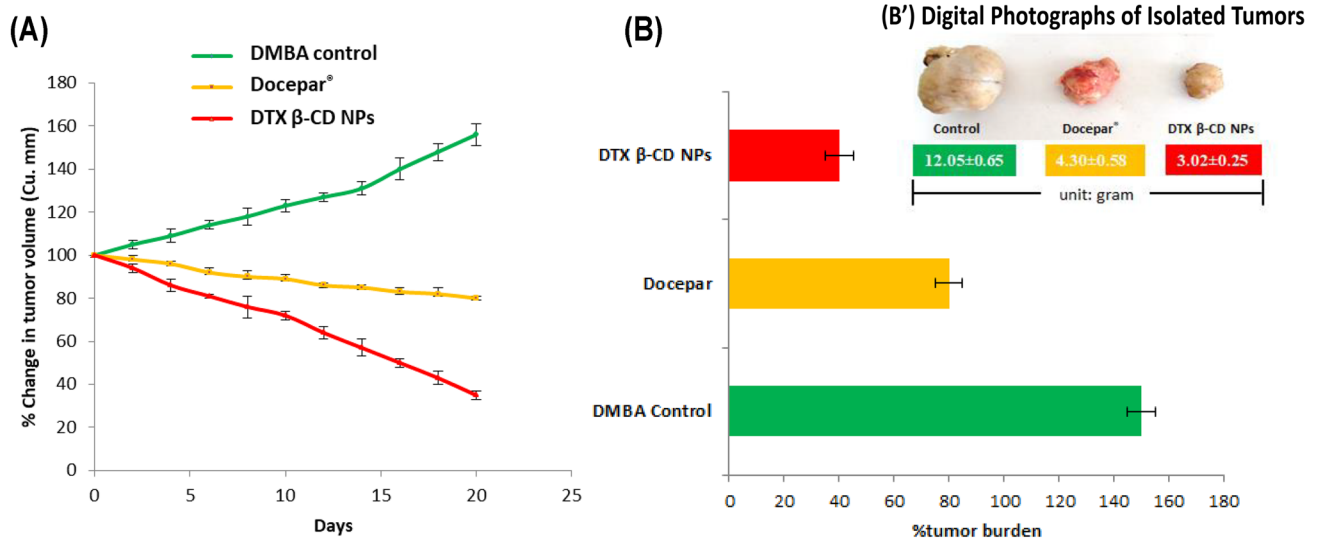 (A)
DMBA control
Docepar®
DTX β-CD NPs
% Change in tumor volume (Cu. mm)
180
160
140
120
100
80
60
40
20
0
0 5 10 15 20 25
Days
(B)
(B’) Digital Photographs of Isolated Tumors
Control Docepar® DTX β-CD NPs
12.05±0.65 4.30±0.58 3.02±0.25
unit: gram
DTX β-CD NPs
Docepar
DMBA Control
0 20 40 60 80 100 120 140 160 180
%tumor burden